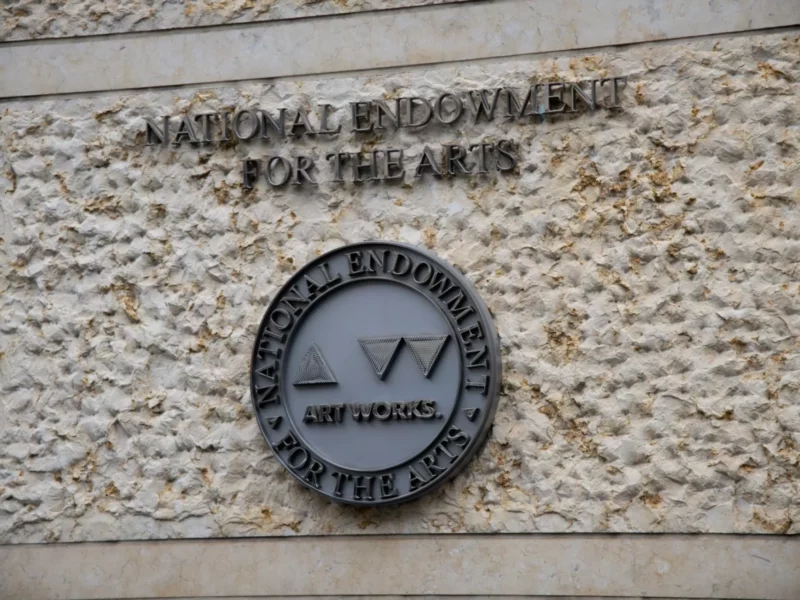 NATIONAL ENDOWMENT
FOR THE ARTS
NATIONAL ENDOWMENT
ART WORKS.
FOR THE ARTS